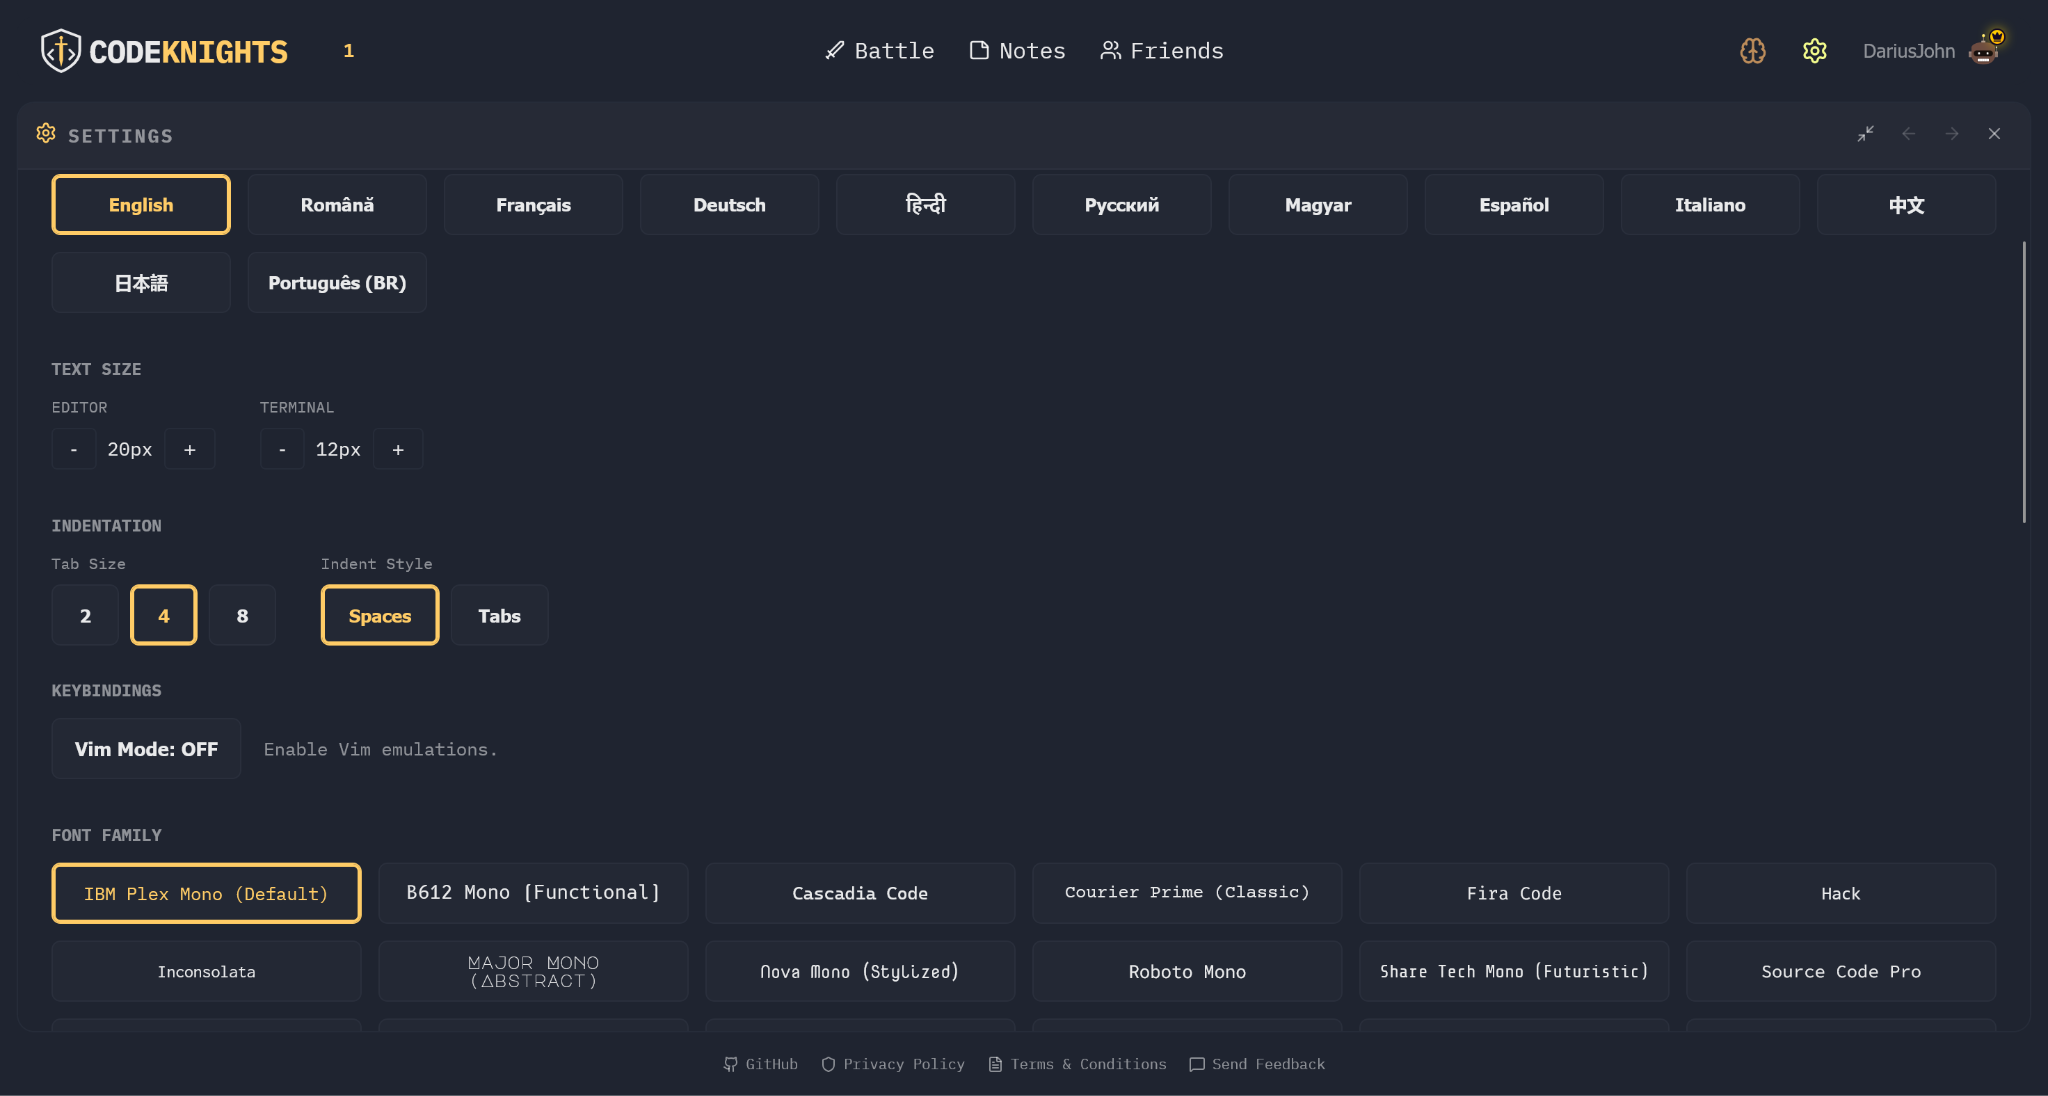 CODEKNIGHTS 1 Battle Notes Friends DariusJohn
SETTINGS
English Română Français Deutsch हिन्दी Русский Magyar Español Italiano 中文
日本語 Português (BR)
TEXT SIZE
EDITOR TERMINAL
- 20px + - 12px +
INDENTATION
Tab Size Indent Style
2 4 8 Spaces Tabs
KEYBINDINGS
Vim Mode: OFF Enable Vim emulations.
FONT FAMILY
IBM Plex Mono (Default) B612 Mono [Functional] Cascadia Code Courier Prime (Classic) Fira Code Hack
Inconsolata MAJOR MONO (ABSTRACT) Nova Mono (Stylized) Roboto Mono Share Tech Mono (Futuristic) Source Code Pro
GitHub Privacy Policy Terms & Conditions Send Feedback